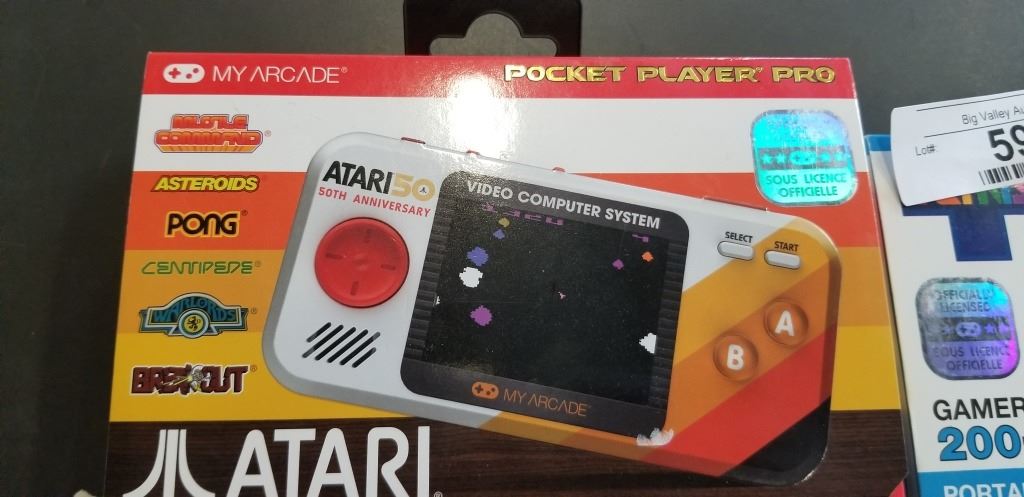 MY ARCADE®
POCKET PLAYER PRO
MISSILE
COMMAND®
ASTEROIDS
PONG
CENTIPEDE®
WARLORDS®
BREAKOUT®
ATARI50
50TH ANNIVERSARY
VIDEO COMPUTER SYSTEM
SELECT
START
A
B
MY ARCADE®
SOUS LICENCE
OFFICIELLE
ATARI®
Big Valley Au
Lot#:
59
OFFICIALLY
LICENSED
SOUS LICENCE
OFFICIELLE
GAMER
200
PORTA